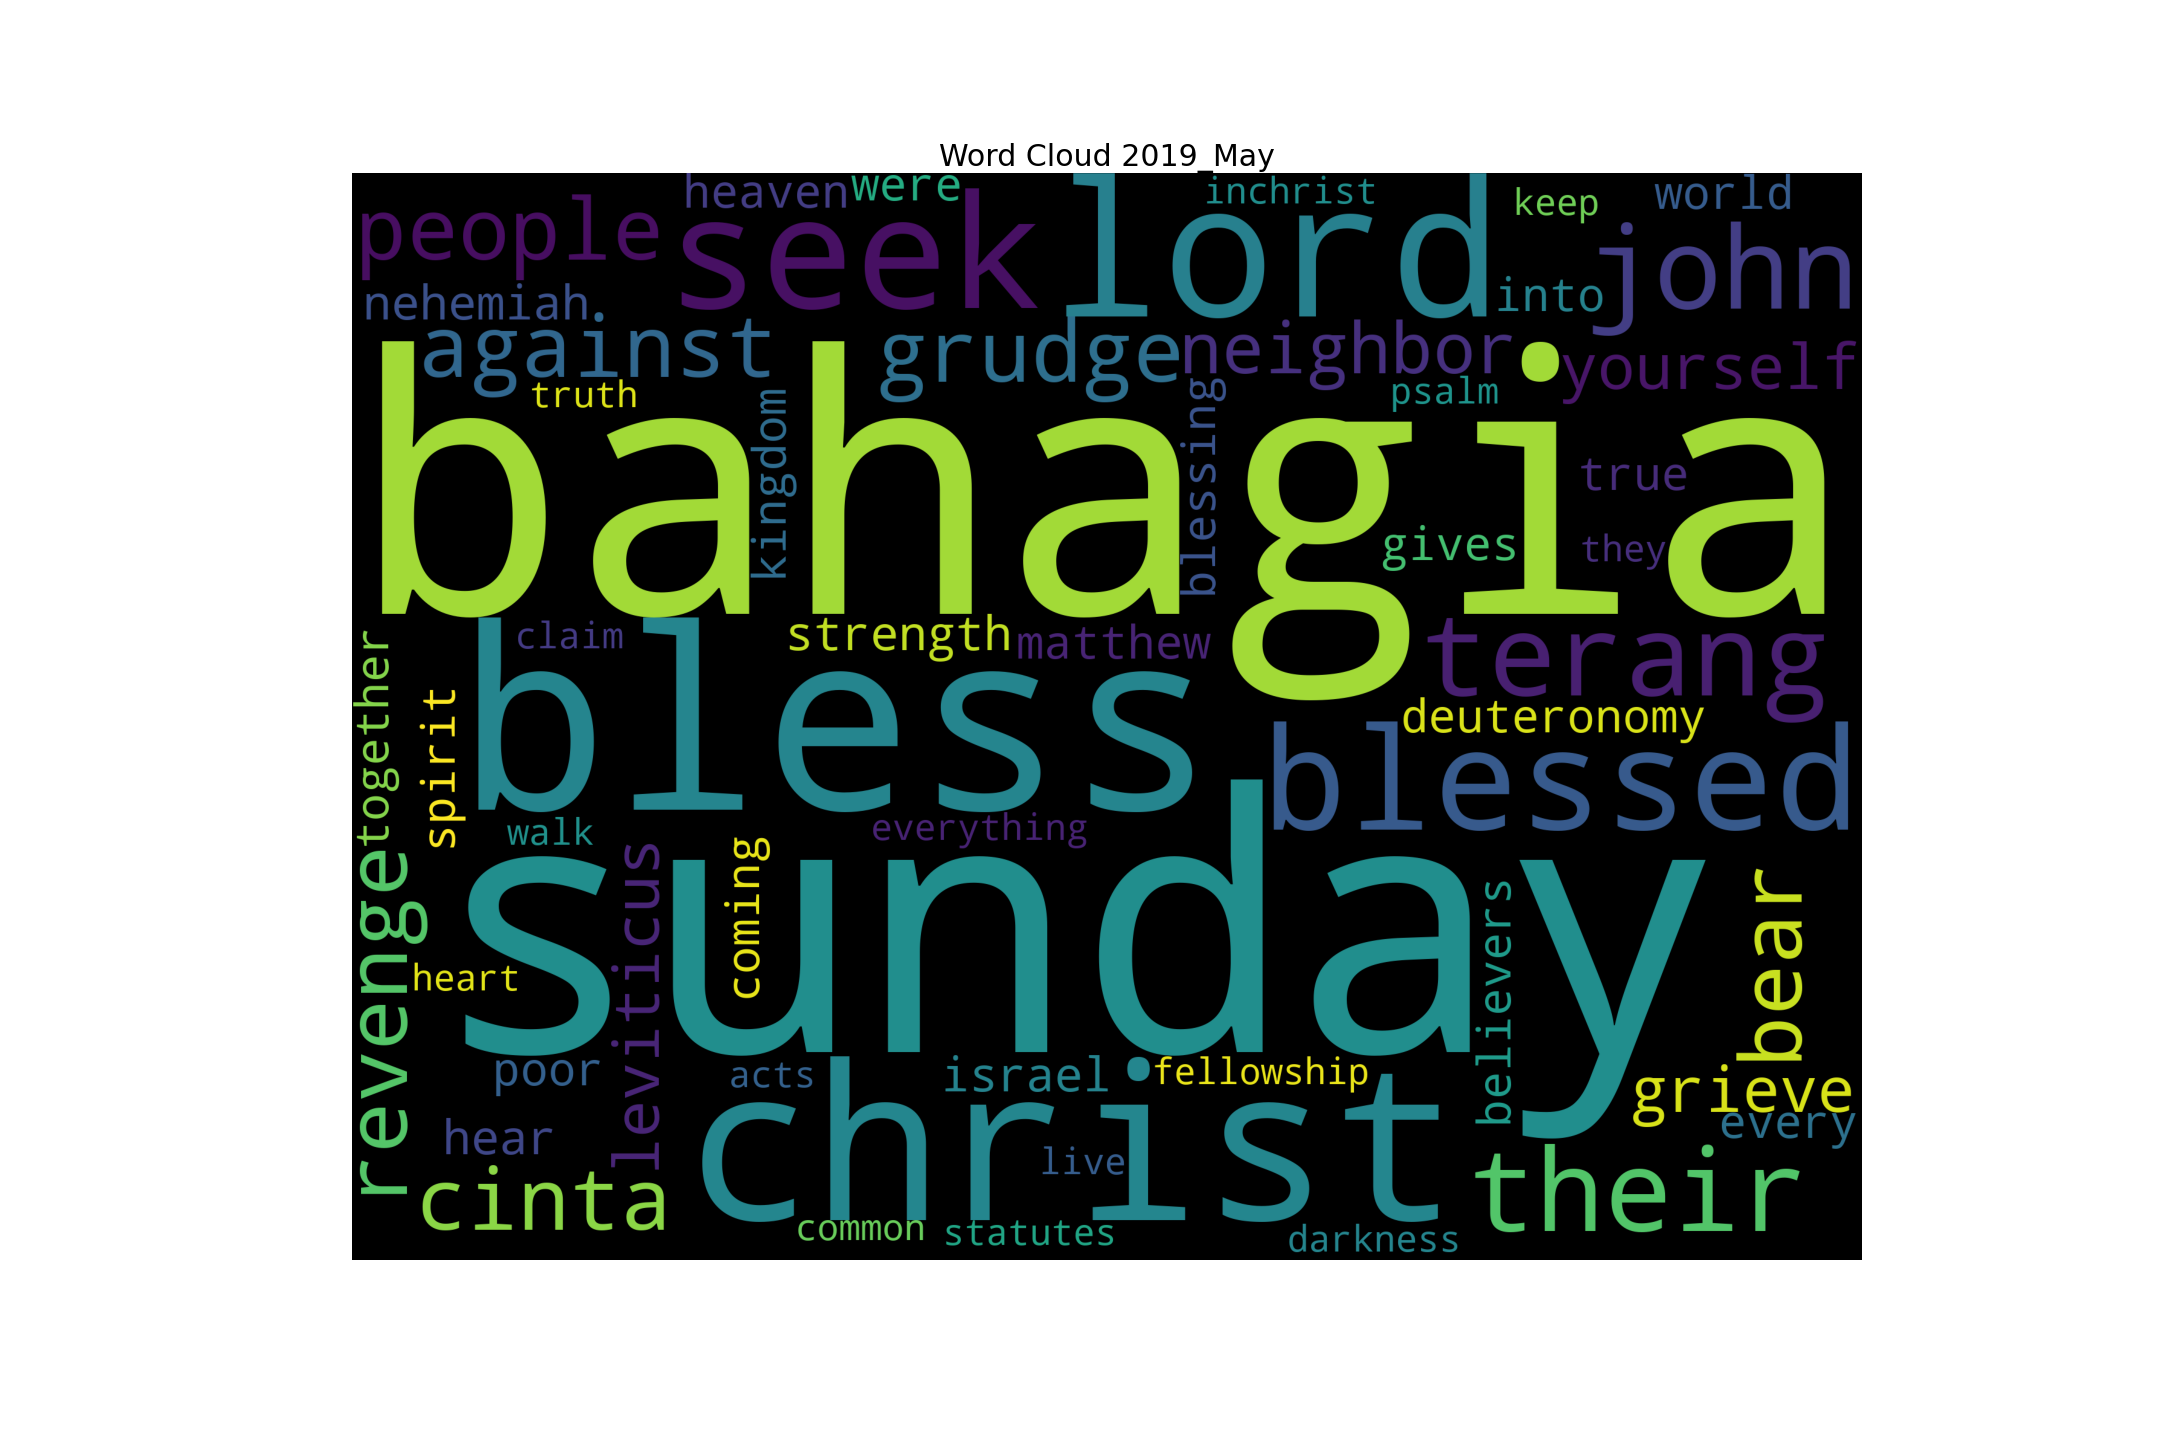 Word Cloud 2019_May
heaven
were
inchrist
keep
world
people
seek
lord
john
nehemiah
into
against
grudge
neighbor
yourself
truth
psalm
bahagia
kingdom
blessing
true
gives
they
claim
strength
matthew
terang
together
spirit
bless
deuteronomy
blessed
walk
everything
revenge
leviticus
coming
sunday
believers
bear
heart
poor
acts
israel
fellowship
grieve
every
hear
christ
live
cinta
their
common
statutes
darkness